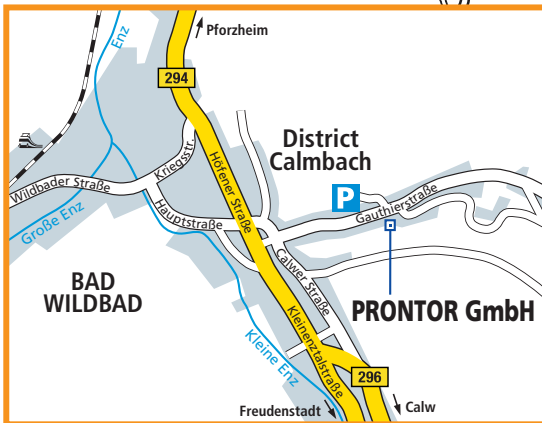 Enz
Pforzheim
294
Kriegsstr.
Höfener Straße
District
Calmbach
P
Wildbader Straße
Große Enz
Hauptstraße
Gauthierstraße
Calwer Straße
BAD
WILDBAD
PRONTOR GmbH
Kleinenztalstraße
Kleine Enz
296
Freudenstadt
Calw